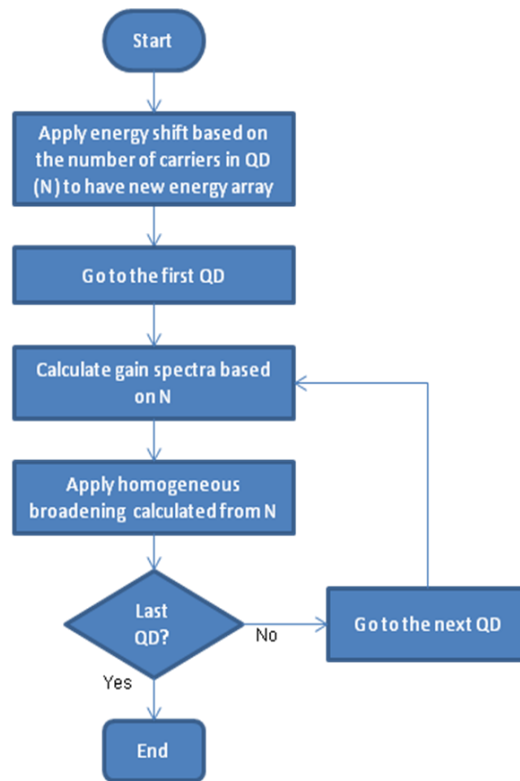 Start
Apply energy shift based on
the number of carriers in QD
(N) to have new energy array
Go to the first QD
Calculate gain spectra based
on N
Apply homogeneous
broadening calculated from N
Last
QD?
No
Go to the next QD
Yes
End